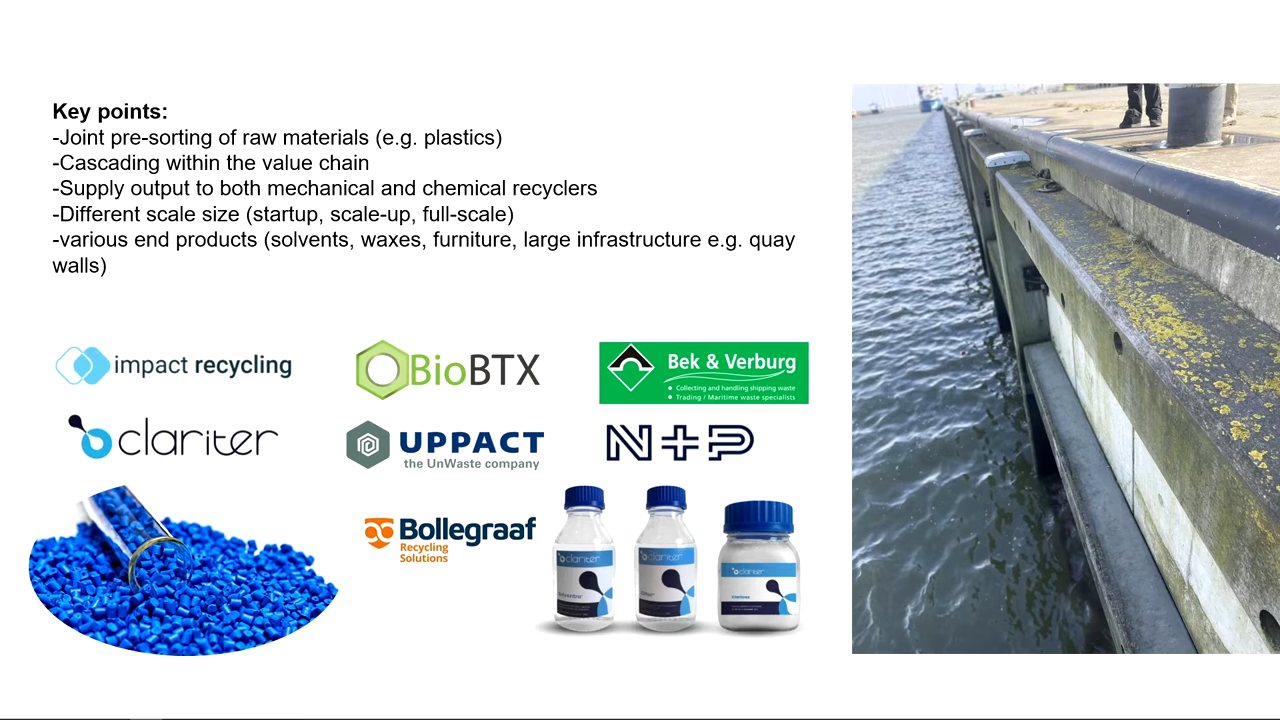 Key points:
-Joint pre-sorting of raw materials (e.g. plastics)
-Cascading within the value chain
-Supply output to both mechanical and chemical recyclers
-Different scale size (startup, scale-up, full-scale)
-various end products (solvents, waxes, furniture, large infrastructure e.g. quay
walls)
impact recycling
BioBTX
Bek & Verburg
● Collecting and handling shipping waste
● Trading / Maritime waste specialists
clariter
UPPACT
the UnWaste company
N+P
Bollegraaf
Recycling
Solutions
clariter
clariter
clariter